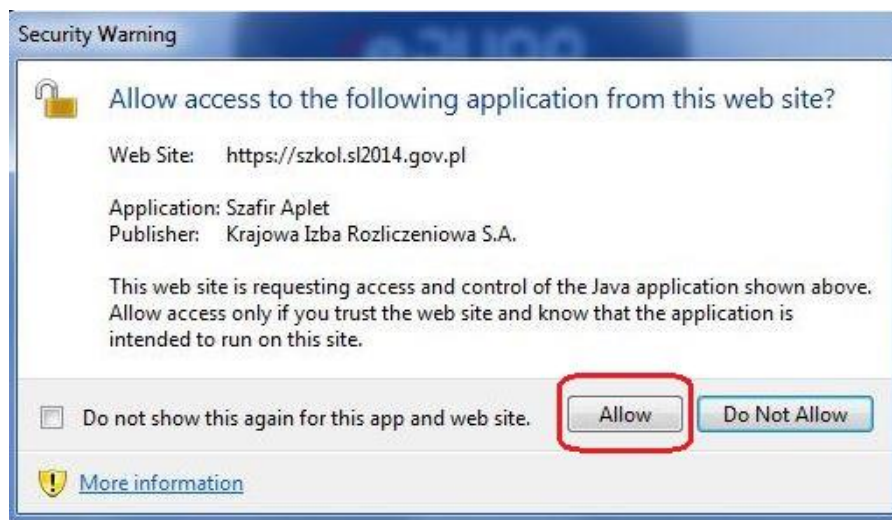 Security Warning
Allow access to the following application from this web site?
Web Site: https://szkol.sl2014.gov.pl
Application: Szafir Aplet
Publisher: Krajowa Izba Rozliczeniowa S.A.
This web site is requesting access and control of the Java application shown above.
Allow access only if you trust the web site and know that the application is
intended to run on this site.
Do not show this again for this app and web site. Allow Do Not Allow
More information